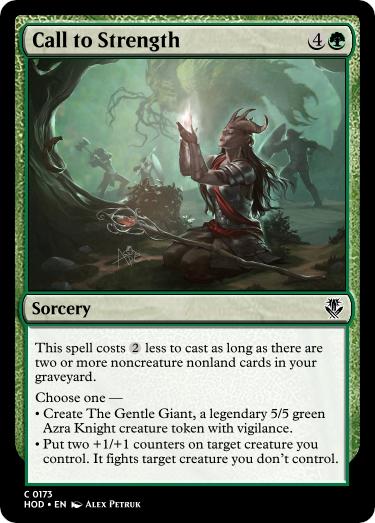 Call to Strength 4
Sorcery
This spell costs 2 less to cast as long as there are
two or more noncreature nonland cards in your
graveyard.
Choose one —
• Create The Gentle Giant, a legendary 5/5 green
Azra Knight creature token with vigilance.
• Put two +1/+1 counters on target creature you
control. It fights target creature you don't control.
C 0173
HOD • EN Alex Petruk